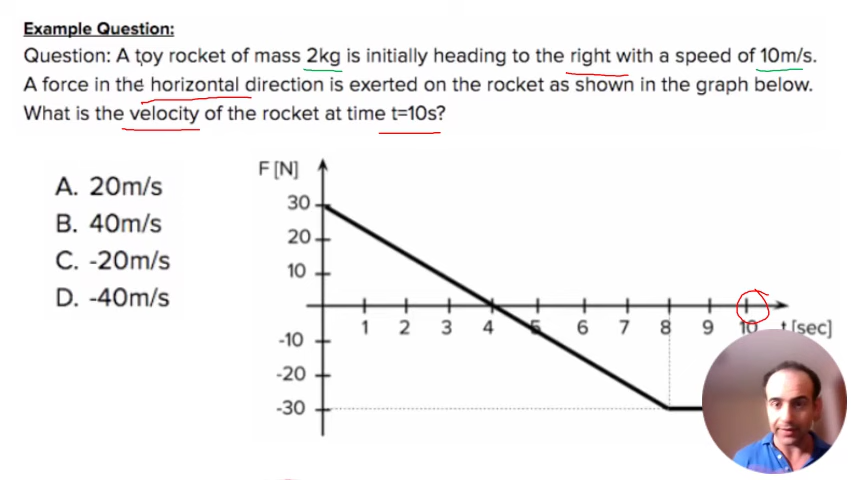 Example Question:
Question: A toy rocket of mass 2kg is initially heading to the right with a speed of 10m/s.
A force in the horizontal direction is exerted on the rocket as shown in the graph below.
What is the velocity of the rocket at time t=10s?
A. 20m/s
B. 40m/s
C. -20m/s
D. -40m/s
F [N]
30
20
10
1 2 3 4 5 6 7 8 9 10 t [sec]
-10
-20
-30